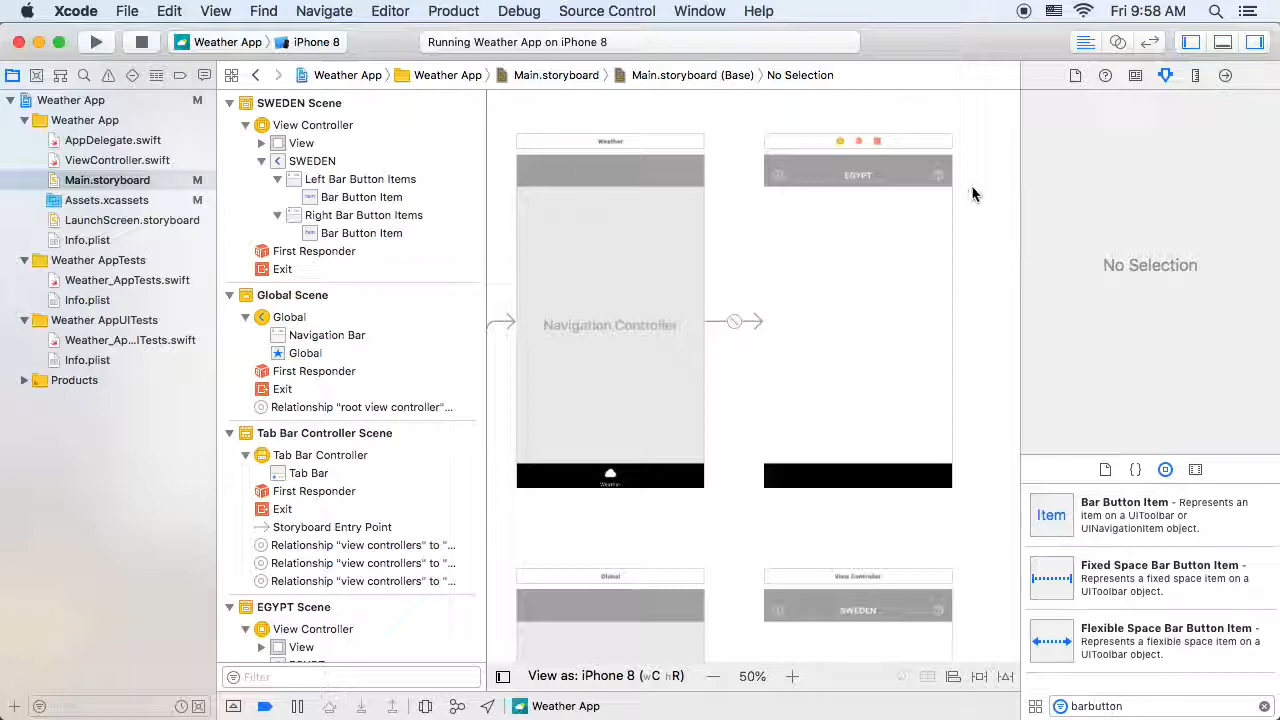 Xcode File Edit View Find Navigate Editor Product Debug Source Control Window Help Fri 9:58 AM
Weather App iPhone 8 Running Weather App on iPhone 8
Weather App Weather App Main.storyboard Main.storyboard (Base) No Selection
Weather App M
Weather App
AppDelegate.swift
ViewController.swift
Main.storyboard M
Assets.xcassets M
LaunchScreen.storyboard
Info.plist
Weather AppTests
Weather_AppTests.swift
Info.plist
Weather AppUITests
Weather_Ap...ITests.swift
Info.plist
Products
SWEDEN Scene
View Controller
View
SWEDEN
Left Bar Button Items
Bar Button Item
Right Bar Button Items
Bar Button Item
First Responder
Exit
Global Scene
Global
Navigation Bar
Global
First Responder
Exit
Relationship "root view controller"...
Tab Bar Controller Scene
Tab Bar Controller
Tab Bar
First Responder
Exit
Storyboard Entry Point
Relationship "view controllers" to "...
Relationship "view controllers" to "...
Relationship "view controllers" to "...
EGYPT Scene
View Controller
View
Filter
Weather
EGYPT
Navigation Controller
Weather
Global
View Controller
SWEDEN
View as: iPhone 8 (wC hR) 50%
Weather App
No Selection
Item
Bar Button Item - Represents an
item on a UIToolbar or
UINavigationItem object.
Fixed Space Bar Button Item -
Represents a fixed space item on a
UIToolbar object.
Flexible Space Bar Button Item -
Represents a flexible space item on a
UIToolbar object.
barbutton